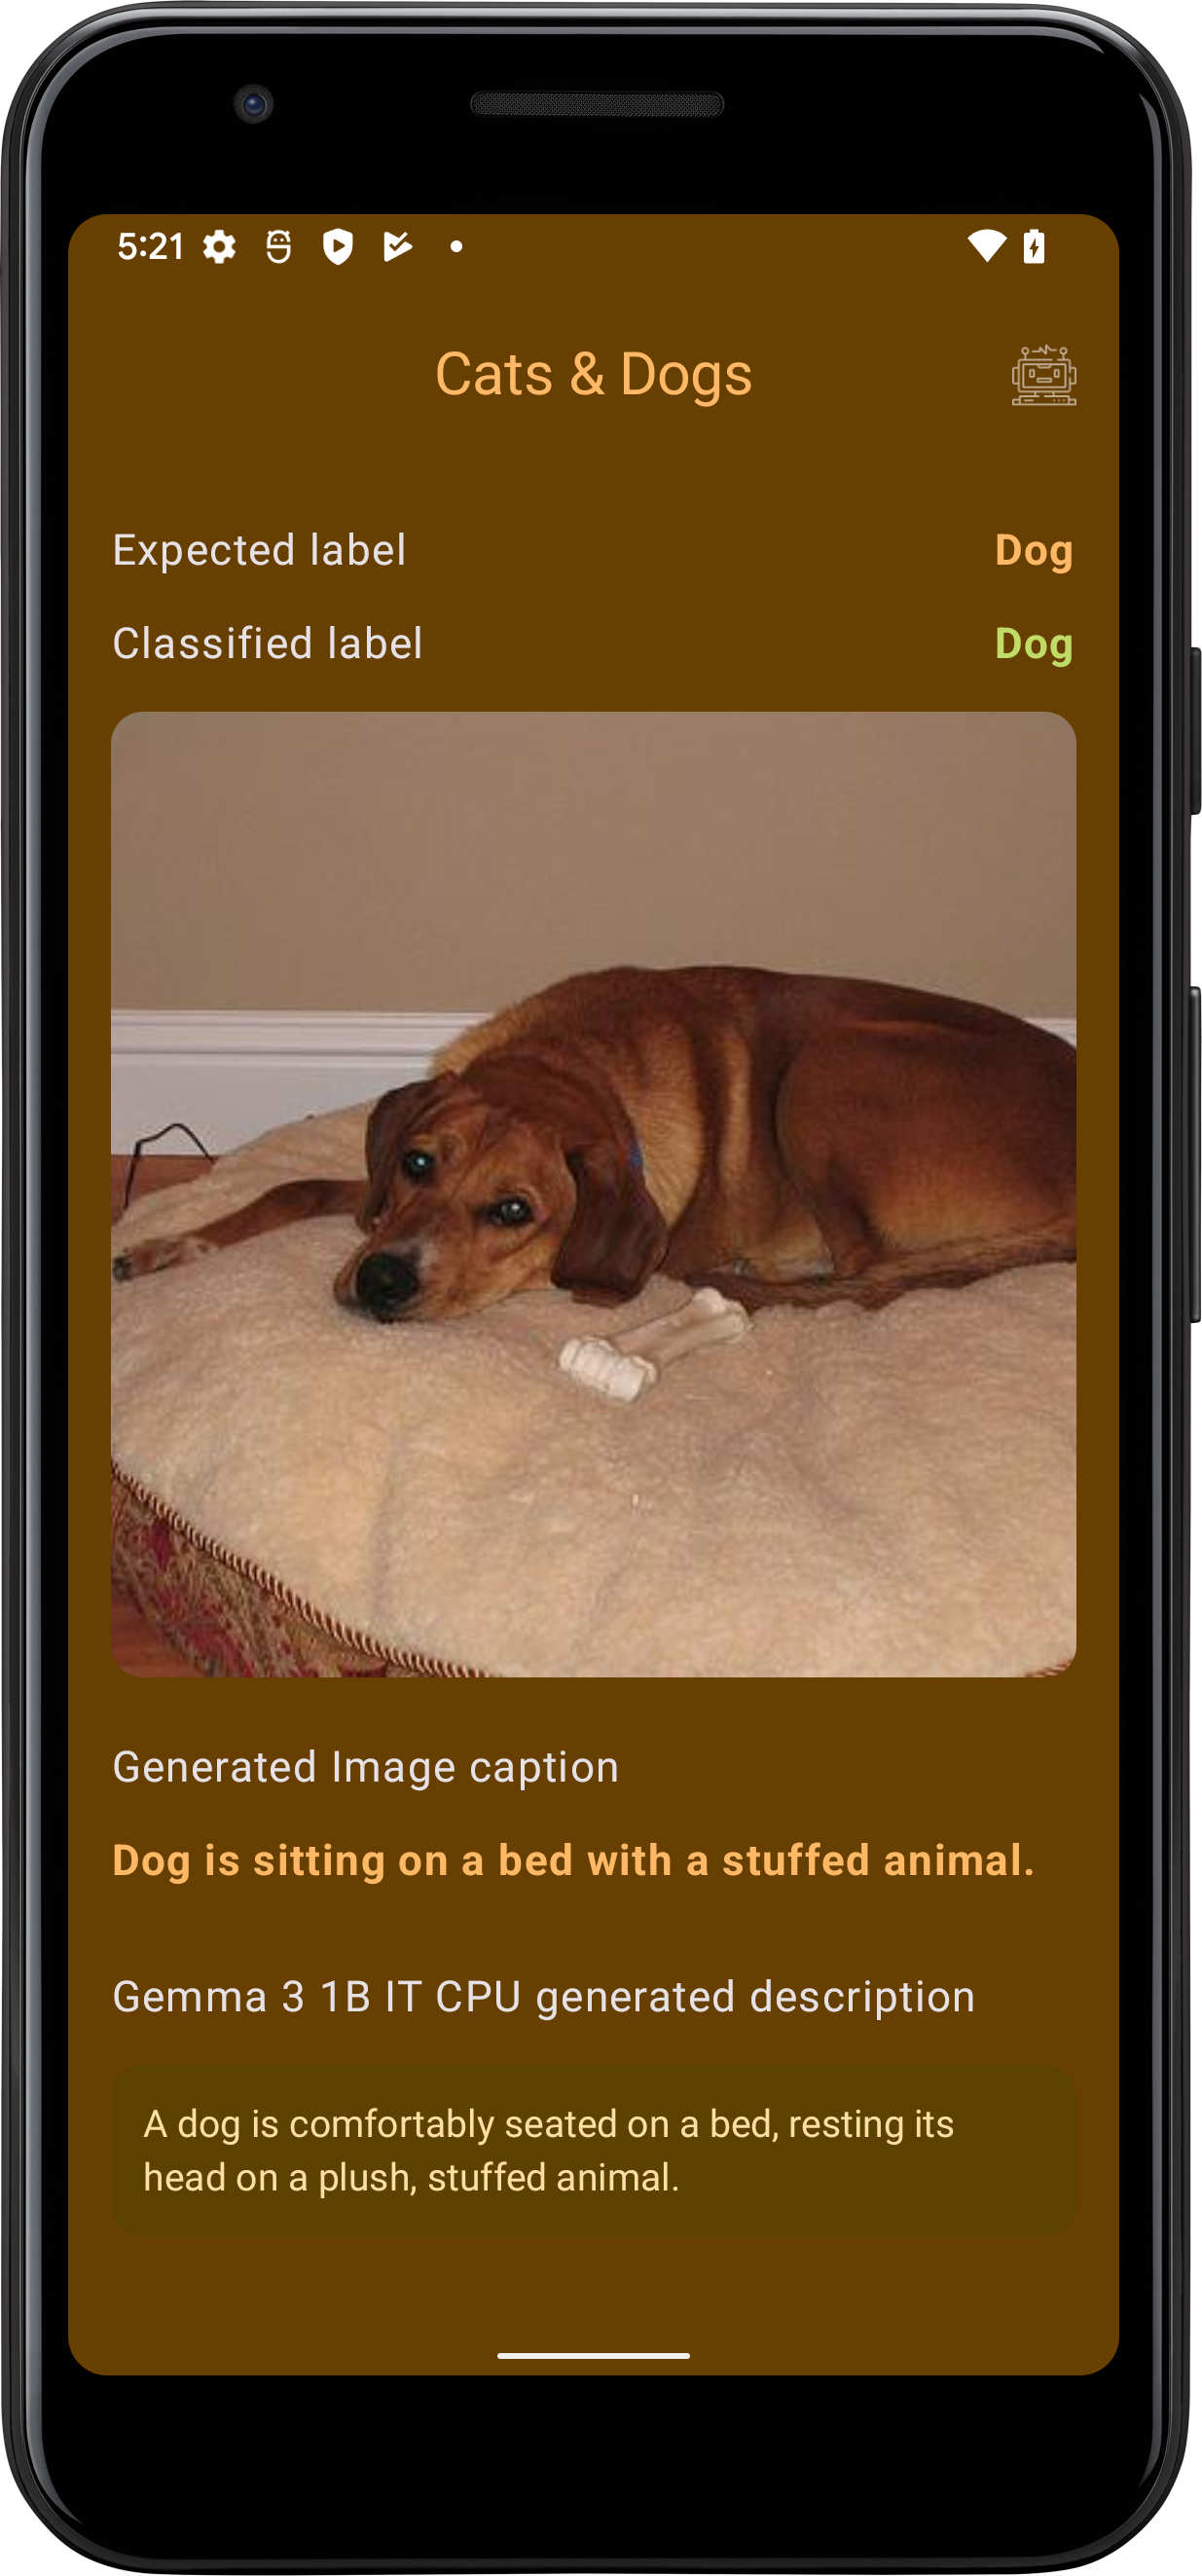 5:21
Cats & Dogs
Expected label Dog
Classified label Dog
Generated Image caption
Dog is sitting on a bed with a stuffed animal.
Gemma 3 1B IT CPU generated description
A dog is comfortably seated on a bed, resting its
head on a plush, stuffed animal.